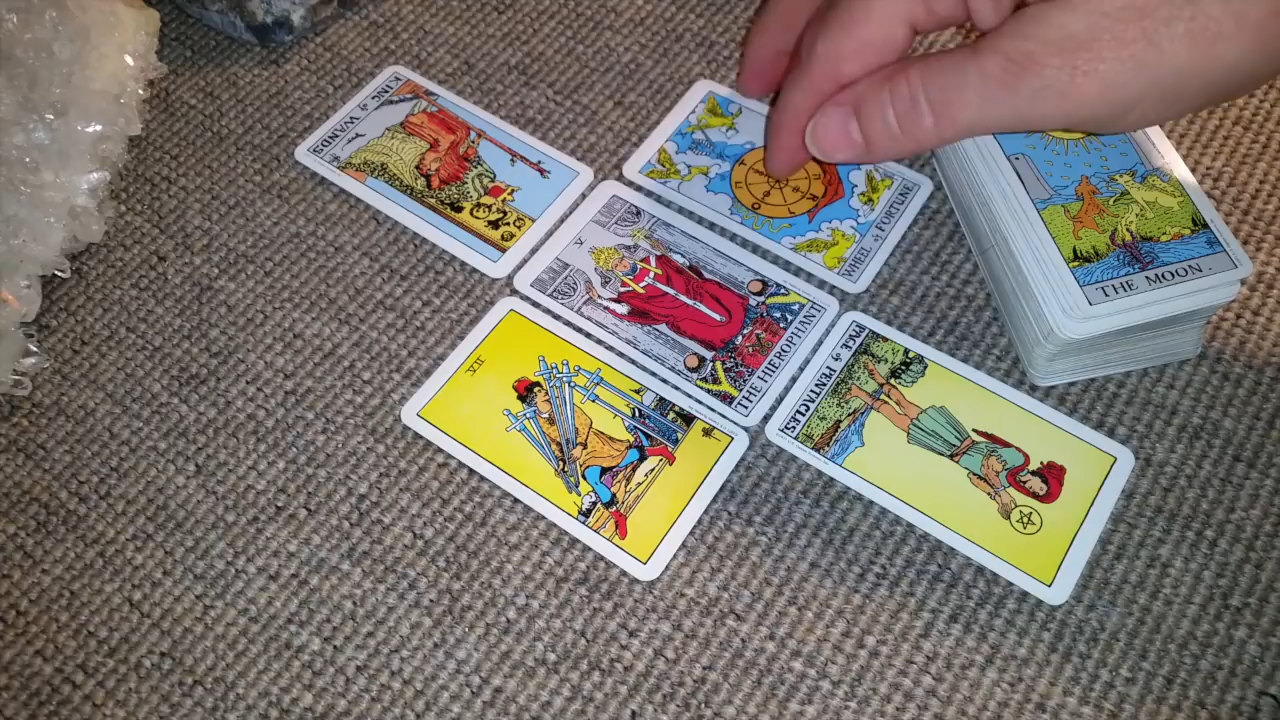 KING of WANDS
WHEEL of FORTUNE
THE MOON.
V
THE HIEROPHANT
PAGE of PENTACLES.
VII